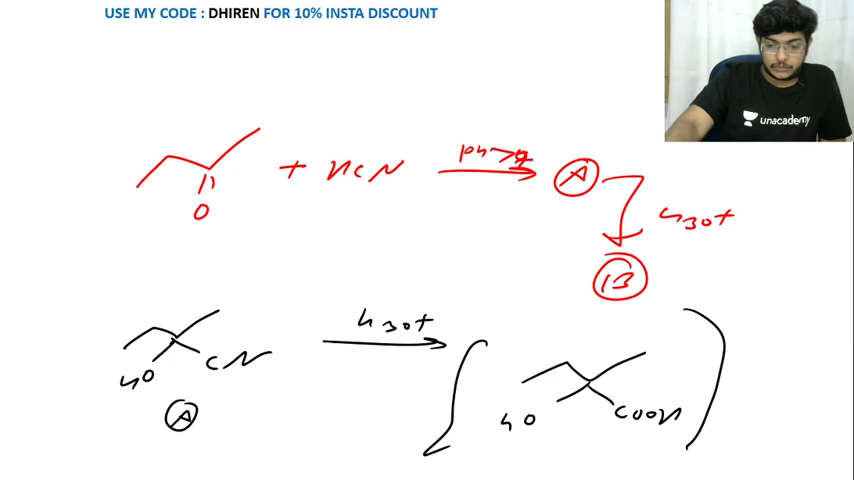 USE MY CODE : DHIREN FOR 10% INSTA DISCOUNT
unacademy
+ HCN
A
H3O+
O
B
H3O+
HO
CN
A
HO
COOH